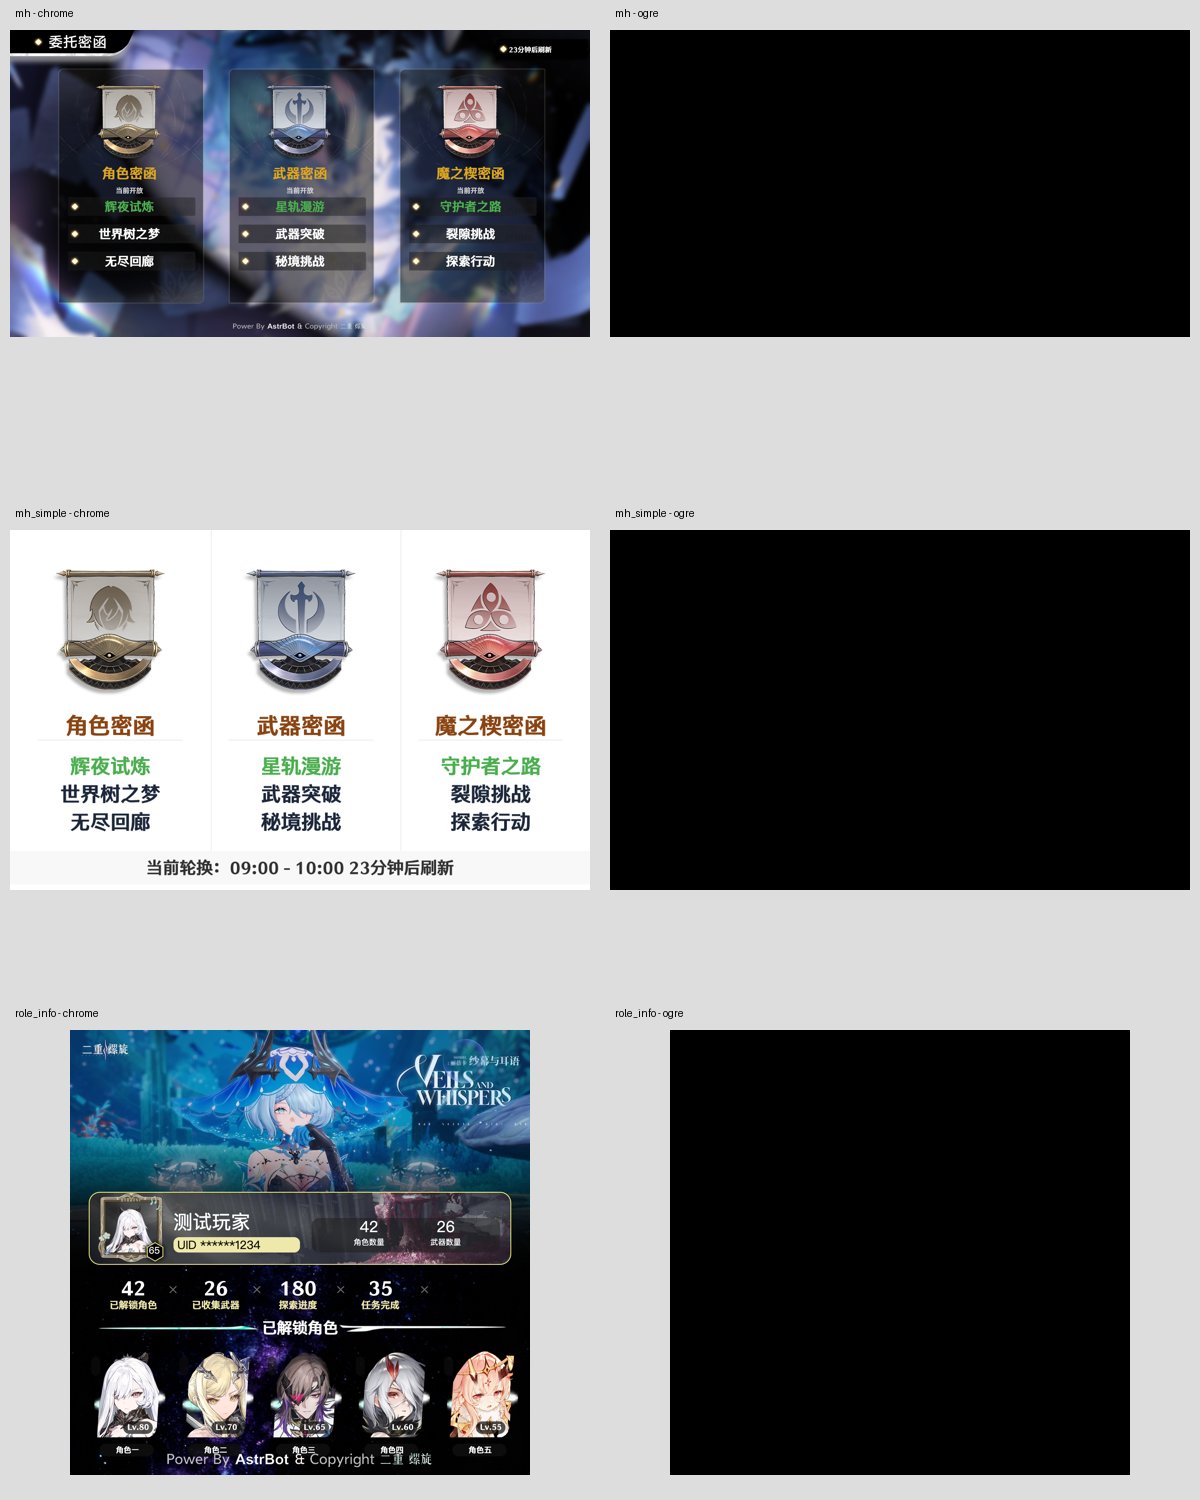 mh - chrome
mh - ogre
委托密函
23分钟后刷新
角色密函
武器密函
魔之楔密函
当前开放
当前开放
当前开放
辉夜试炼
星轨漫游
守护者之路
世界树之梦
武器突破
裂隙挑战
无尽回廊
秘境挑战
探索行动
Power By AstrBot & Copyright 二重螺旋
mh_simple - chrome
mh_simple - ogre
角色密函
武器密函
魔之楔密函
辉夜试炼
星轨漫游
守护者之路
世界树之梦
武器突破
裂隙挑战
无尽回廊
秘境挑战
探索行动
当前轮换：09:00 - 10:00 23分钟后刷新
role_info - chrome
role_info - ogre
二重螺旋
纱幕与耳语
VEILS AND
WHISPERS
测试玩家
UID ******1234
65
42
26
角色数量
武器数量
42
26
180
35
已解锁角色
已收集武器
探索进度
任务完成
已解锁角色
Lv.80
Lv.70
Lv.65
Lv.60
Lv.55
角色一
角色二
角色三
角色四
角色五
Power By AstrBot & Copyright 二重螺旋